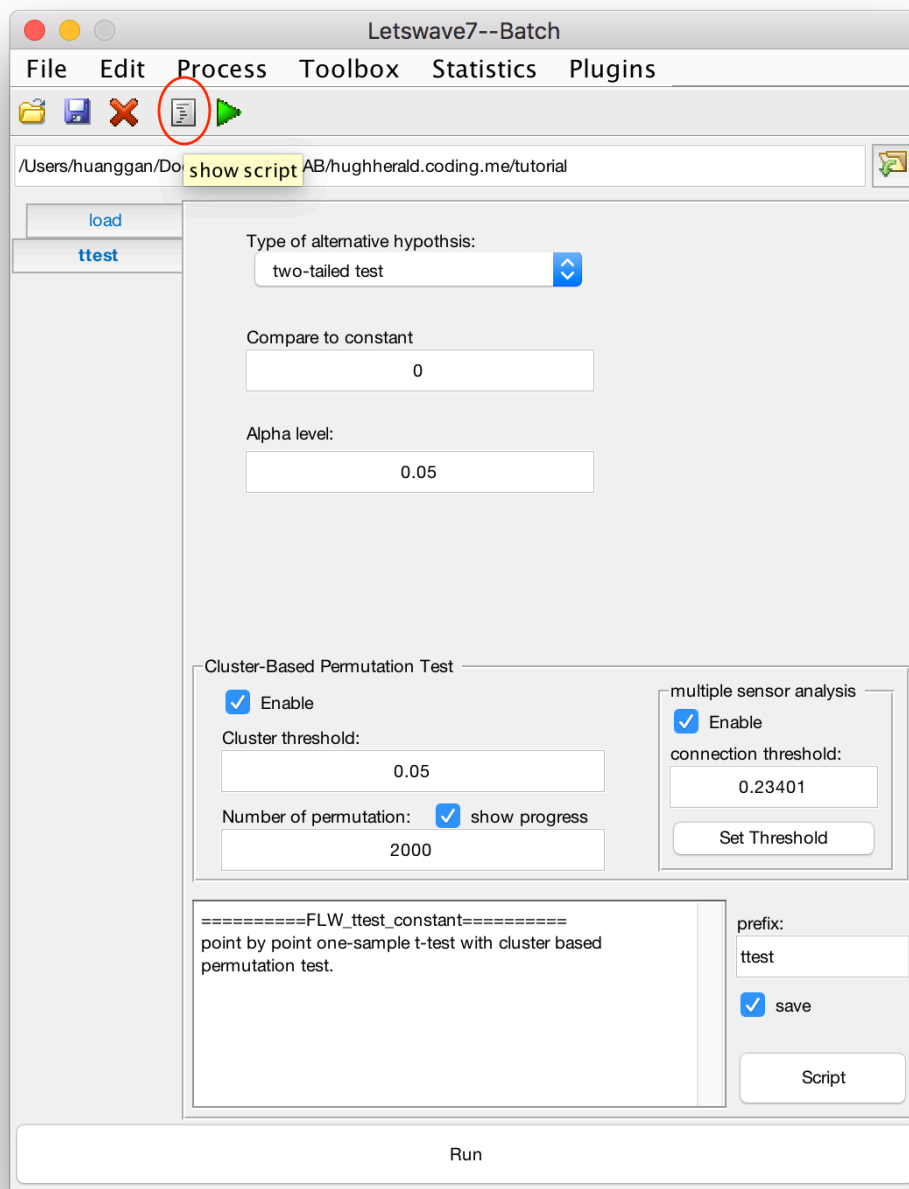 Letswave7--Batch
File Edit Process Toolbox Statistics Plugins
/Users/huanggan/Do
show script
AB/hughherald.coding.me/tutorial
load
ttest
Type of alternative hypothsis:
two-tailed test
Compare to constant
0
Alpha level:
0.05
Cluster-Based Permutation Test
Enable
Cluster threshold:
0.05
Number of permutation:
show progress
2000
multiple sensor analysis
Enable
connection threshold:
0.23401
Set Threshold
==========FLW_ttest_constant==========
point by point one-sample t-test with cluster based
permutation test.
prefix:
ttest
save
Script
Run